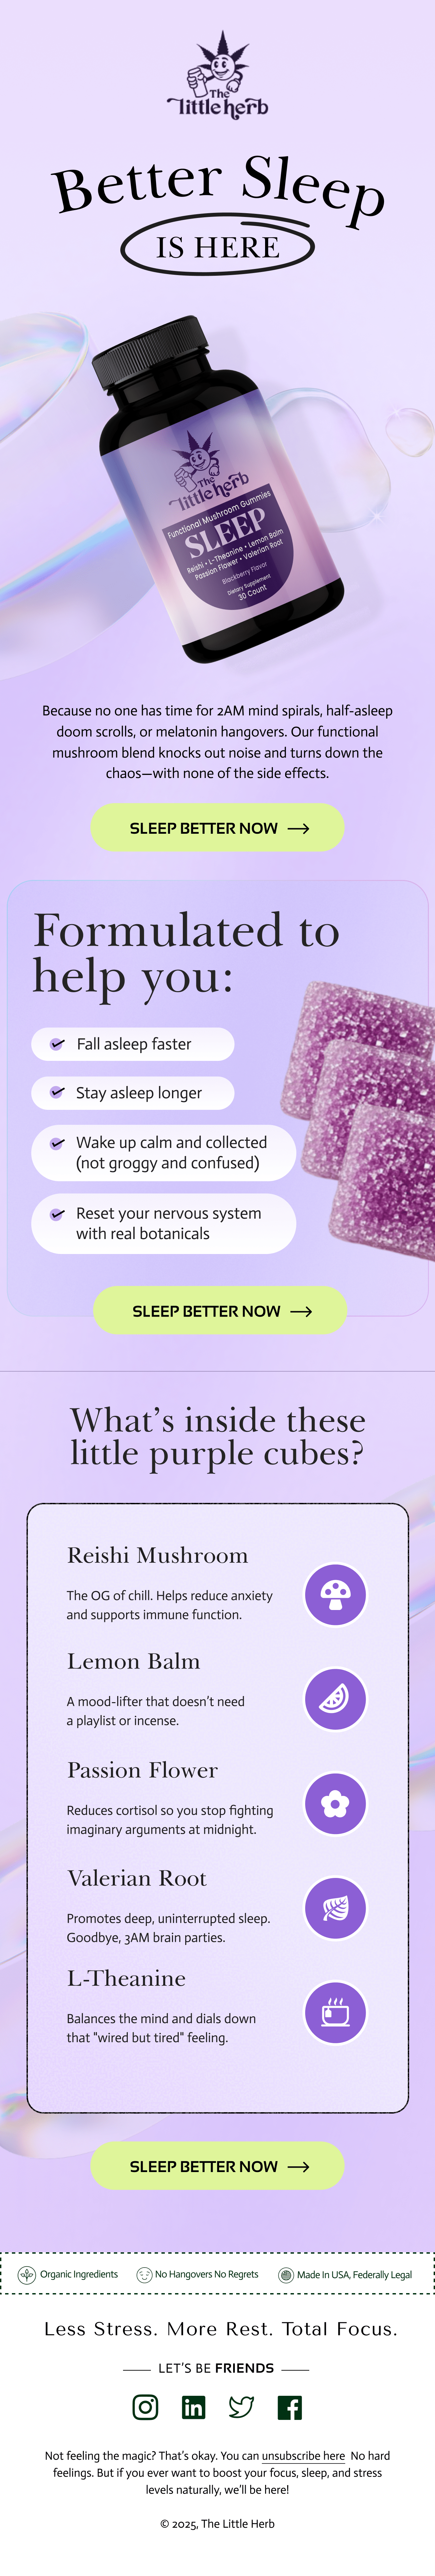 The
little herb
Better Sleep
IS HERE
The
little herb
Functional Mushroom Gummies
SLEEP
Reishi • L-Theanine • Lemon Balm
Passion Flower • Valerian Root
Blackberry Flavor
Dietary Supplement
30 Count
Because no one has time for 2AM mind spirals, half-asleep
doom scrolls, or melatonin hangovers. Our functional
mushroom blend knocks out noise and turns down the
chaos—with none of the side effects.
SLEEP BETTER NOW →
Formulated to
help you:
Fall asleep faster
Stay asleep longer
Wake up calm and collected
(not groggy and confused)
Reset your nervous system
with real botanicals
SLEEP BETTER NOW →
What's inside these
little purple cubes?
Reishi Mushroom
The OG of chill. Helps reduce anxiety
and supports immune function.
Lemon Balm
A mood-lifter that doesn't need
a playlist or incense.
Passion Flower
Reduces cortisol so you stop fighting
imaginary arguments at midnight.
Valerian Root
Promotes deep, uninterrupted sleep.
Goodbye, 3AM brain parties.
L-Theanine
Balances the mind and dials down
that "wired but tired" feeling.
SLEEP BETTER NOW →
Organic Ingredients
No Hangovers No Regrets
Made In USA, Federally Legal
Less Stress. More Rest. Total Focus.
LET'S BE FRIENDS
Not feeling the magic? That's okay. You can unsubscribe here No hard
feelings. But if you ever want to boost your focus, sleep, and stress
levels naturally, we'll be here!
© 2025, The Little Herb